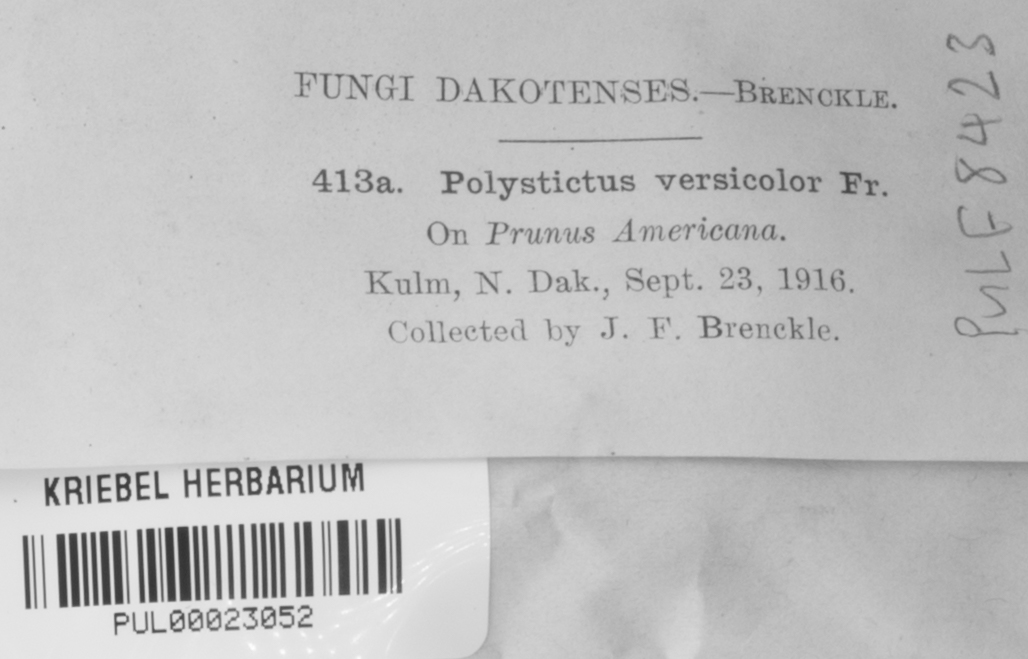 FUNGI DAKOTENSES.—BRENCKLE.
413a. Polystictus versicolor Fr.
On Prunus Americana.
Kulm, N. Dak., Sept. 23, 1916.
Collected by J. F. Brenckle.
PUL F 8423
KRIEBEL HERBARIUM
PUL00023052